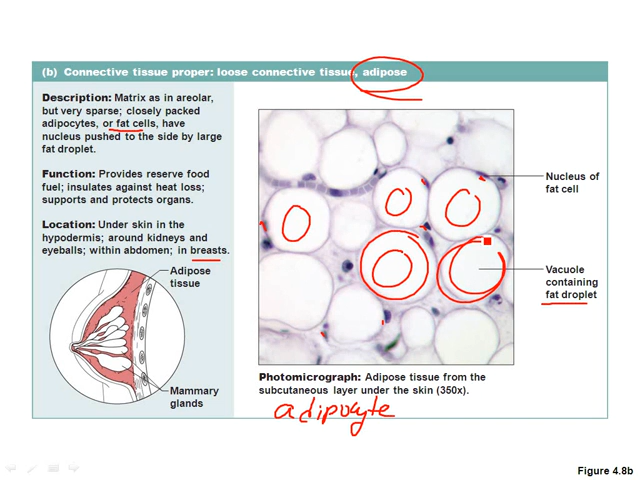 (b) Connective tissue proper: loose connective tissue, adipose
Description: Matrix as in areolar,
but very sparse; closely packed
adipocytes, or fat cells, have
nucleus pushed to the side by large
fat droplet.
Function: Provides reserve food
fuel; insulates against heat loss;
supports and protects organs.
Location: Under skin in the
hypodermis; around kidneys and
eyeballs; within abdomen; in breasts.
Adipose
tissue
Mammary
glands
Nucleus of
fat cell
Vacuole
containing
fat droplet
Photomicrograph: Adipose tissue from the
subcutaneous layer under the skin (350x).
adipocyte
Figure 4.8b